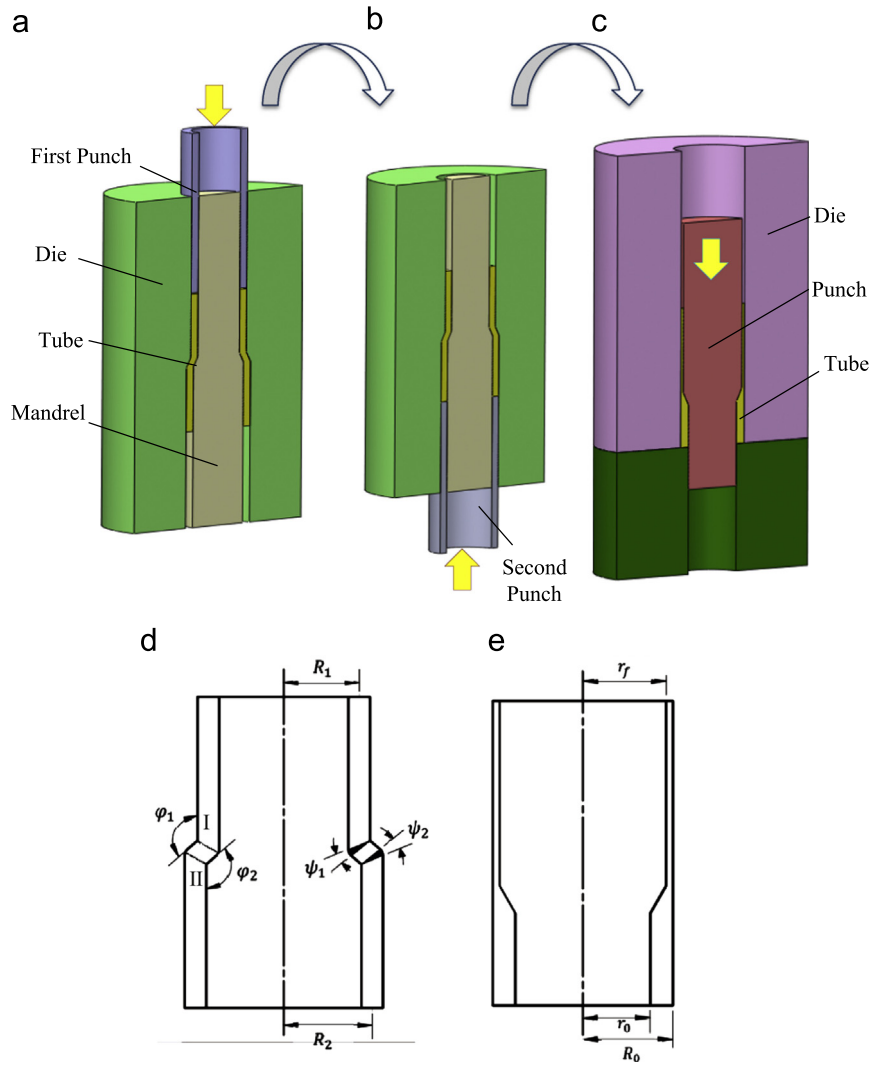 a
b
c
First Punch
Die
Tube
Mandrel
Second
Punch
Die
Punch
Tube
d
e
R₁
φ₁
I
II
φ₂
ψ₁
ψ₂
R₂
r_f
r₀
R₀